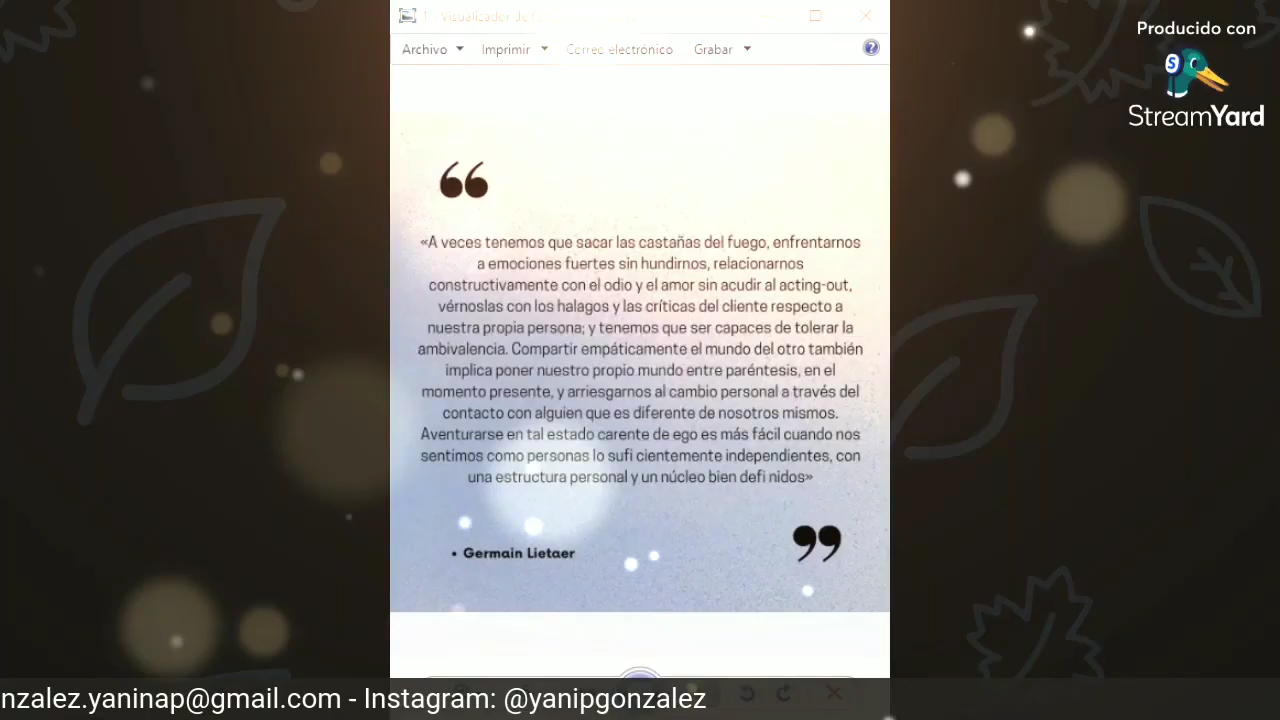 1 - Visualizador de
Archivo
Imprimir
Correo electrónico
Grabar
Producido con
StreamYard
“
«A veces tenemos que sacar las castañas del fuego, enfrentarnos
a emociones fuertes sin hundirnos, relacionarnos
constructivamente con el odio y el amor sin acudir al acting-out,
vérnoslas con los halagos y las críticas del cliente respecto a
nuestra propia persona; y tenemos que ser capaces de tolerar la
ambivalencia. Compartir empáticamente el mundo del otro también
implica poner nuestro propio mundo entre paréntesis, en el
momento presente, y arriesgarnos al cambio personal a través del
contacto con alguien que es diferente de nosotros mismos.
Aventurarse en tal estado carente de ego es más fácil cuando nos
sentimos como personas lo sufi cientemente independientes, con
una estructura personal y un núcleo bien defi nidos»
”
• Germain Lietaer
nzalez.yaninap@gmail.com - Instagram: @yanipgonzalez